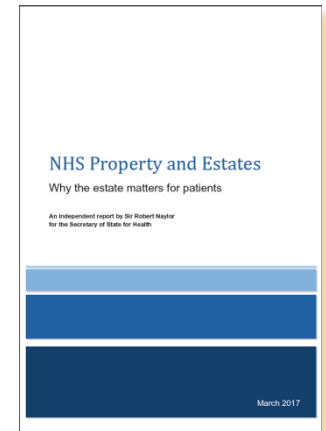 NHS Property and Estates
Why the estate matters for patients
An independent report by Sir Robert Naylor
for the Secretary of State for Health
March 2017